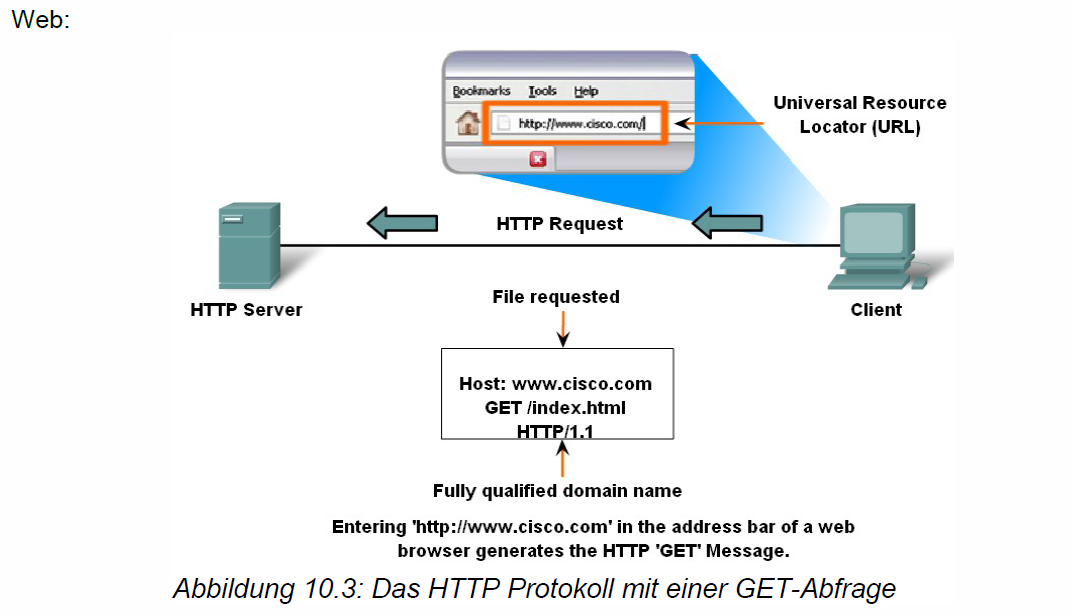 Web:
Bookmarks Tools Help
http://www.cisco.com/
Universal Resource
Locator (URL)
HTTP Request
HTTP Server
Client
File requested
Host: www.cisco.com
GET /index.html
HTTP/1.1
Fully qualified domain name
Entering 'http://www.cisco.com' in the address bar of a web
browser generates the HTTP 'GET' Message.
Abbildung 10.3: Das HTTP Protokoll mit einer GET-Abfrage